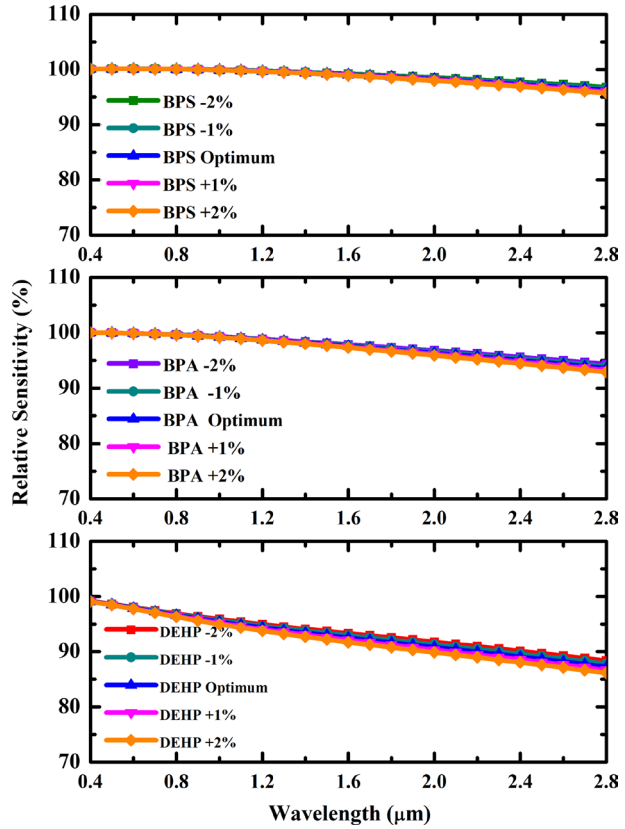 110
100
90
80
70
BPS -2%
BPS -1%
BPS Optimum
BPS +1%
BPS +2%
0.4 0.8 1.2 1.6 2.0 2.4 2.8
110
100
90
80
70
BPA -2%
BPA -1%
BPA Optimum
BPA +1%
BPA +2%
0.4 0.8 1.2 1.6 2.0 2.4 2.8
Relative Sensitivity (%)
110
100
90
80
70
DEHP -2%
DEHP -1%
DEHP Optimum
DEHP +1%
DEHP +2%
0.4 0.8 1.2 1.6 2.0 2.4 2.8
Wavelength (μm)